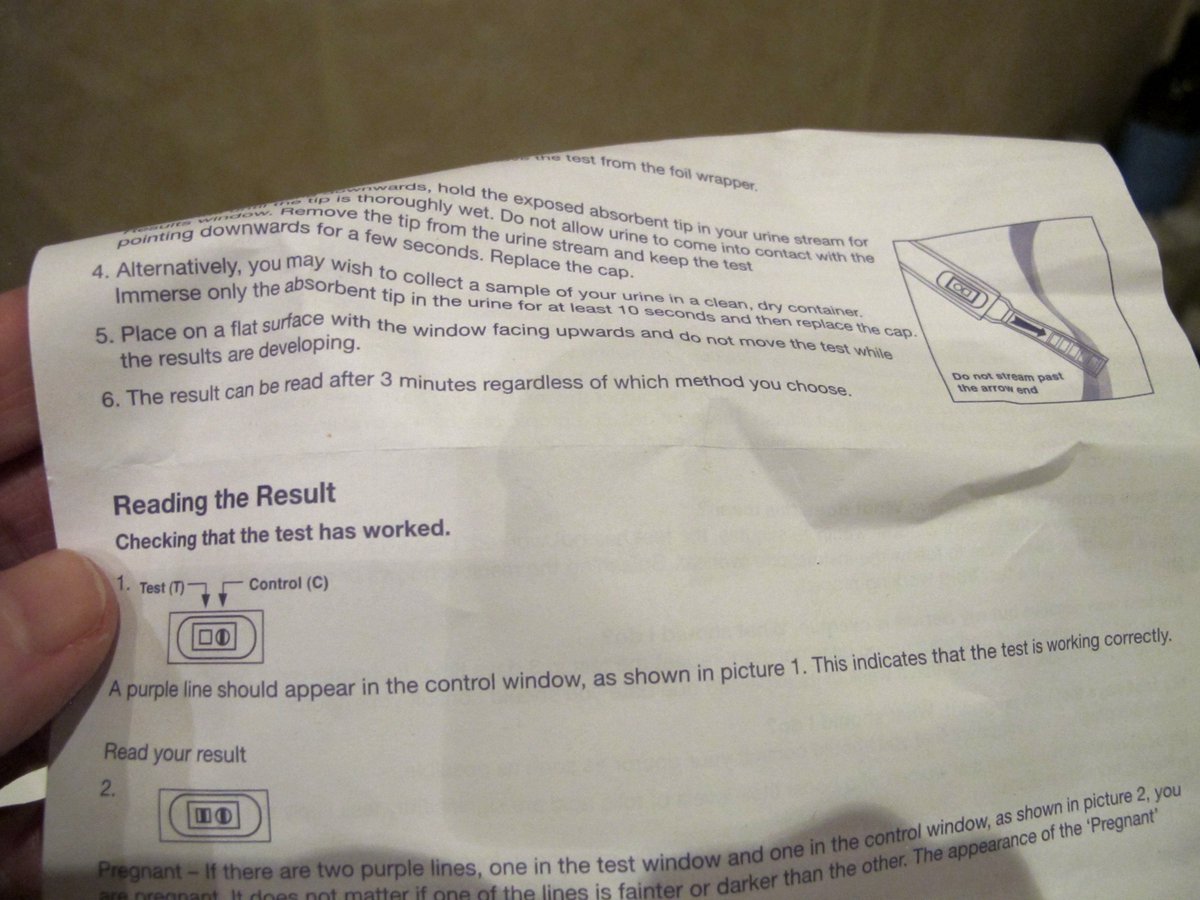 the test from the foil wrapper.
downwards, hold the exposed absorbent tip in your urine stream for
the tip is thoroughly wet. Do not allow urine to come into contact with the
Results window. Remove the tip from the urine stream and keep the test
pointing downwards for a few seconds. Replace the cap.
4. Alternatively, you may wish to collect a sample of your urine in a clean, dry container.
Immerse only the absorbent tip in the urine for at least 10 seconds and then replace the cap.
5. Place on a flat surface with the window facing upwards and do not move the test while
the results are developing.
6. The result can be read after 3 minutes regardless of which method you choose.
Do not stream past
the arrow end
Reading the Result
Checking that the test has worked.
1. Test (T) Control (C)
A purple line should appear in the control window, as shown in picture 1. This indicates that the test is working correctly.
Read your result
2.
Pregnant – If there are two purple lines, one in the test window and one in the control window, as shown in picture 2, you
are pregnant. It does not matter if one of the lines is fainter or darker than the other. The appearance of the ‘Pregnant’